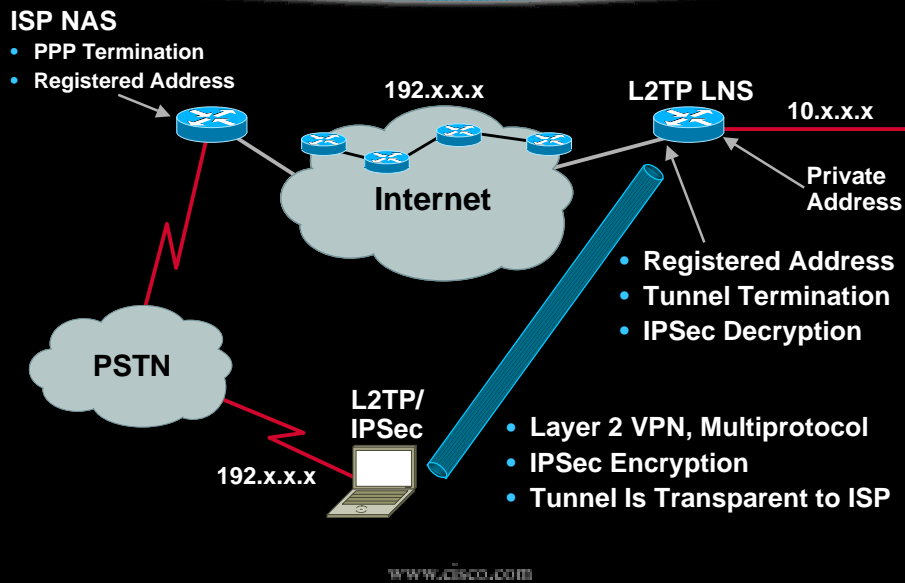 ISP NAS
• PPP Termination
• Registered Address
192.x.x.x
L2TP LNS
10.x.x.x
Internet
Private
Address
• Registered Address
• Tunnel Termination
• IPSec Decryption
PSTN
L2TP/
IPSec
192.x.x.x
• Layer 2 VPN, Multiprotocol
• IPSec Encryption
• Tunnel Is Transparent to ISP
www.cisco.com